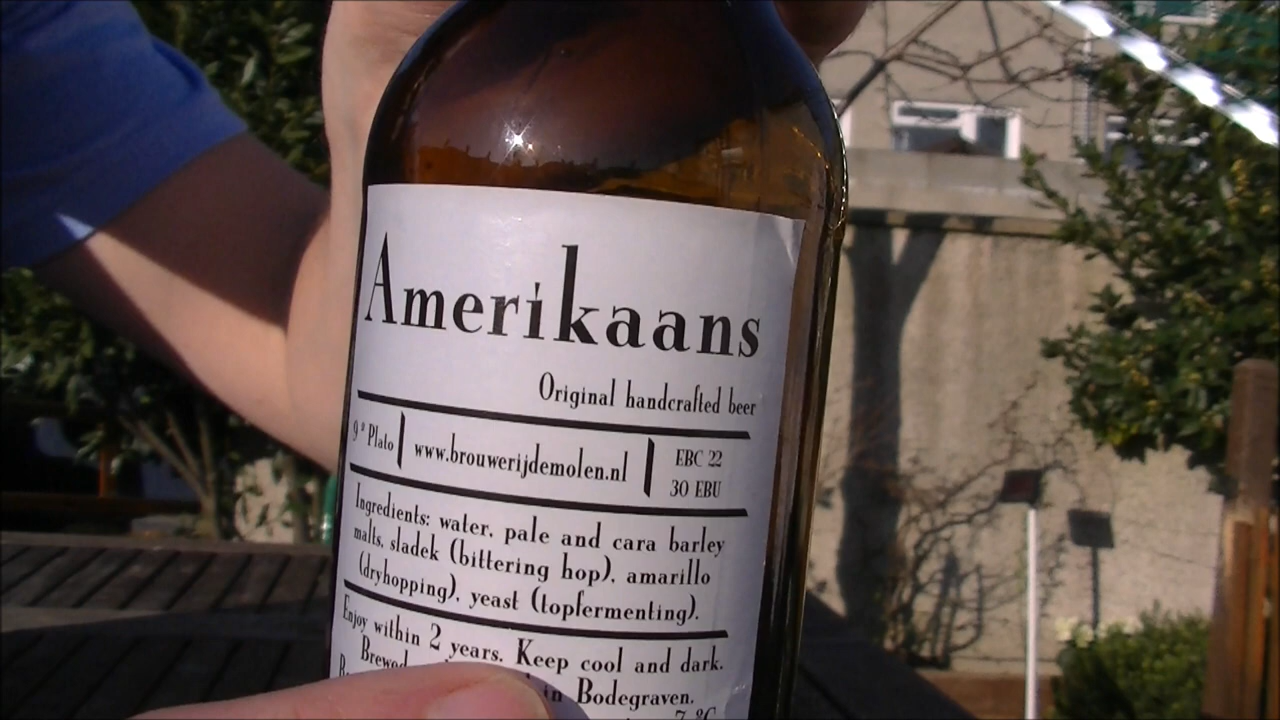 Amerikaans
Original handcrafted beer
9° Plato
www.brouwerijdemolen.nl
EBC 22
30 EBU
Ingredients: water, pale and cara barley
malts, sladek (bittering hop), amarillo
(dryhopping), yeast (topfermenting).
Enjoy within 2 years. Keep cool and dark.
Brewed in Bodegraven.
7 °C